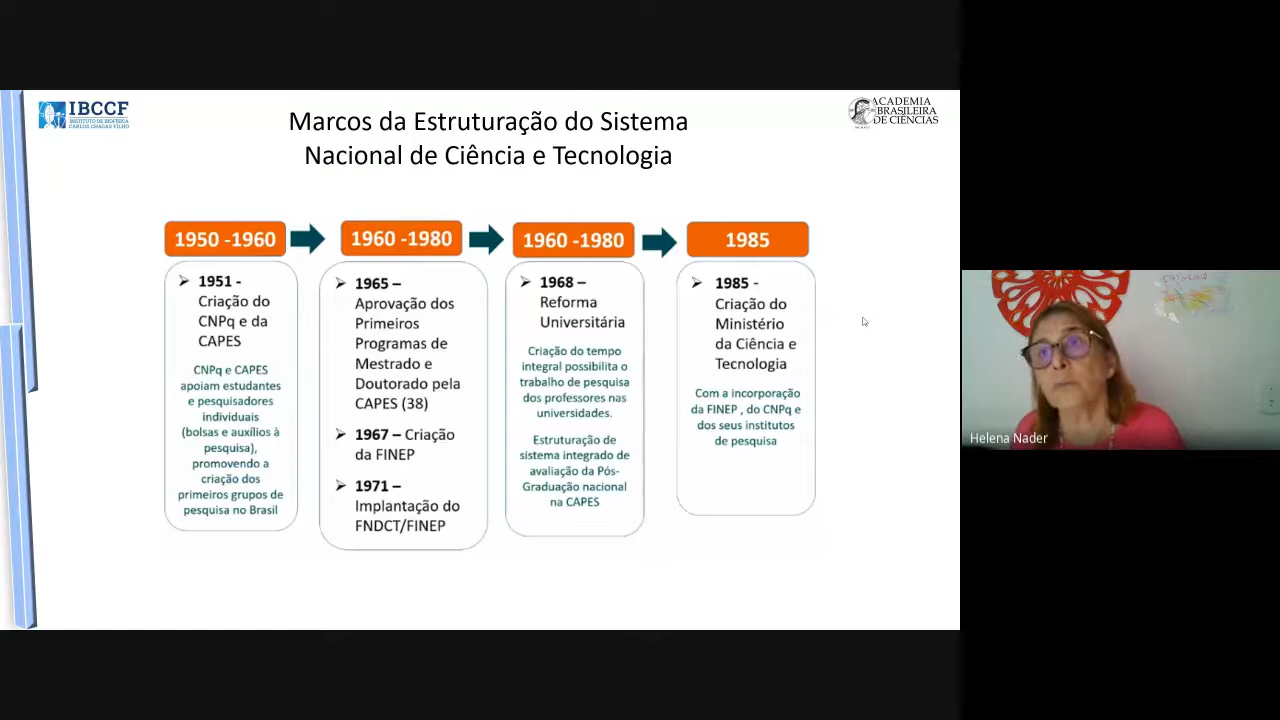 IBCCF
INSTITUTO DE BIOFÍSICA
CARLOS CHAGAS FILHO
Marcos da Estruturação do Sistema
Nacional de Ciência e Tecnologia
ACADEMIA
BRASILEIRA
DE CIÊNCIAS
1950 -1960
1951 -
Criação do
CNPq e da
CAPES
CNPq e CAPES
apoiam estudantes
e pesquisadores
individuais
(bolsas e auxílios à
pesquisa),
promovendo a
criação dos
primeiros grupos de
pesquisa no Brasil
1960 -1980
1965 –
Aprovação dos
Primeiros
Programas de
Mestrado e
Doutorado pela
CAPES (38)
1967 – Criação
da FINEP
1971 –
Implantação do
FNDCT/FINEP
1960 -1980
1968 –
Reforma
Universitária
Criação do tempo
integral possibilita o
trabalho de pesquisa
dos professores nas
universidades.
Estruturação de
sistema integrado de
avaliação da Pós-
Graduação nacional
na CAPES
1985
1985 -
Criação do
Ministério
da Ciência e
Tecnologia
Com a incorporação
da FINEP , do CNPq e
dos seus institutos
de pesquisa
Helena Nader